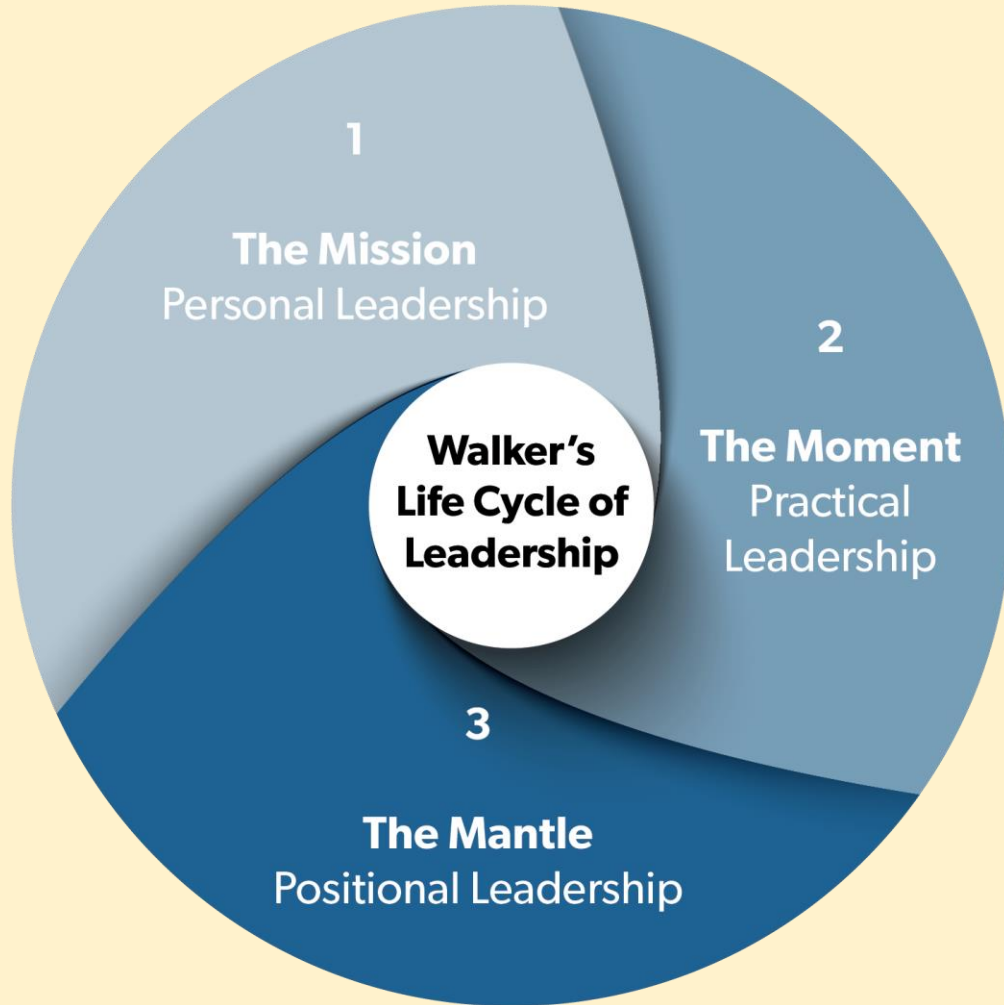 1
The Mission
Personal Leadership
2
The Moment
Practical
Leadership
Walker’s
Life Cycle of
Leadership
3
The Mantle
Positional Leadership